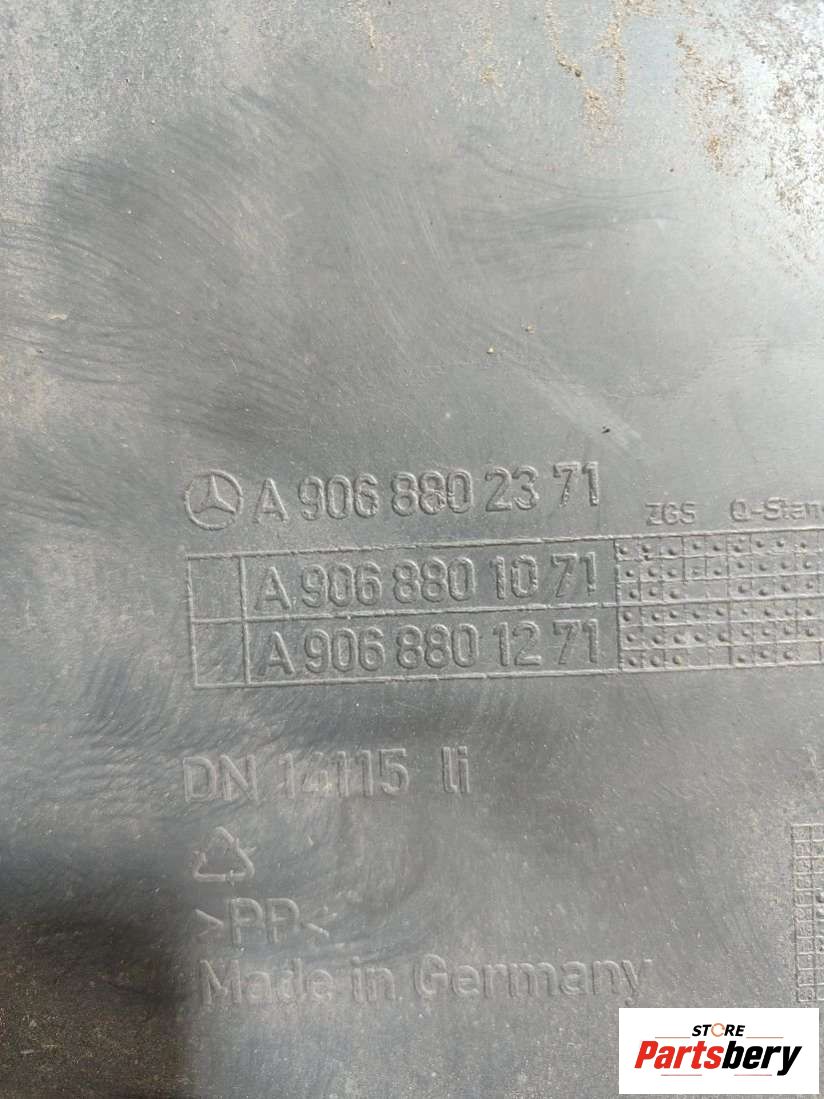 A 906 880 23 71
ZGS Q-Stan
A 906 880 10 71
A 906 880 12 71
DN 14115 li
>PP<
Made in Germany
STORE
Partsbery